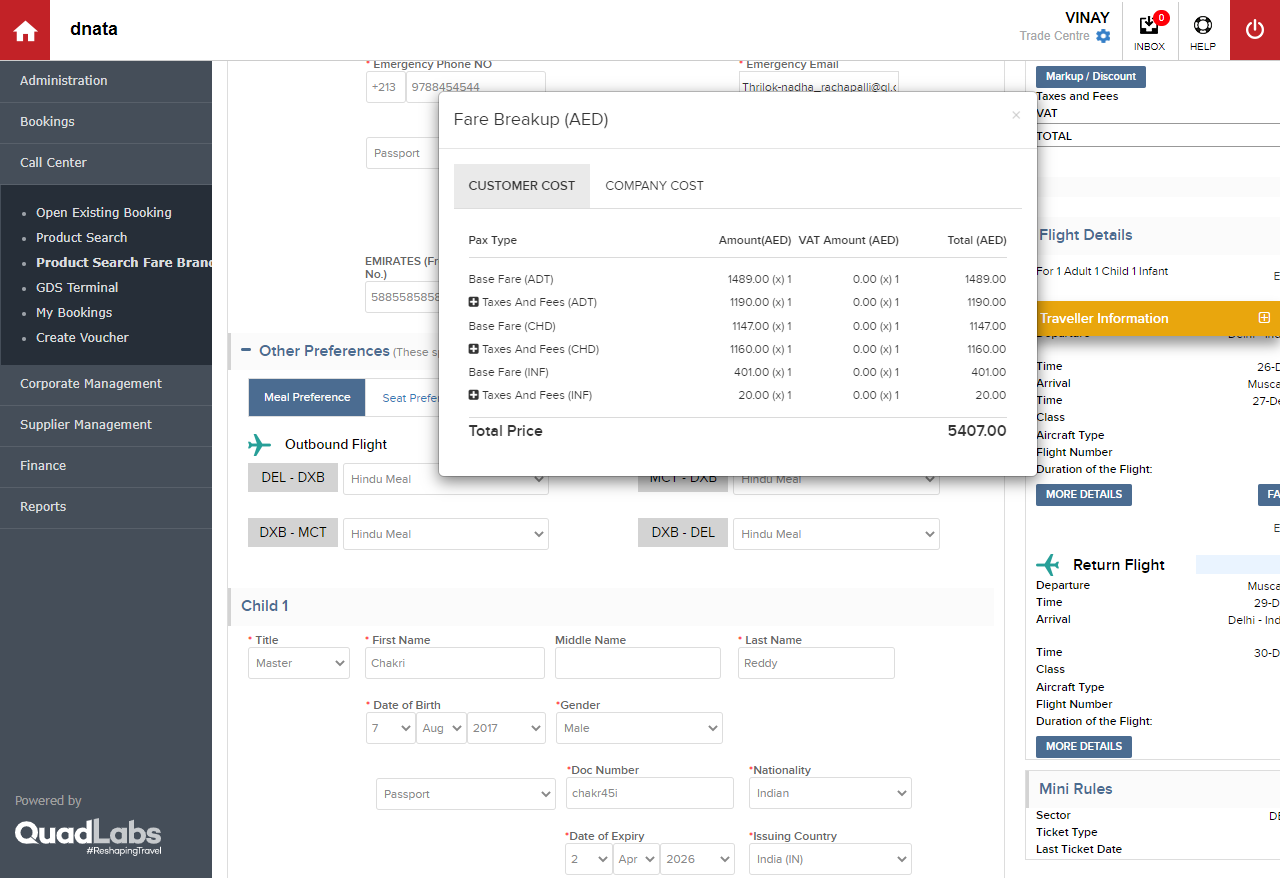 dnata
VINAY
Trade Centre
0
INBOX
HELP
Administration
Bookings
Call Center
Open Existing Booking
Product Search
Product Search Fare Brand
GDS Terminal
My Bookings
Create Voucher
Corporate Management
Supplier Management
Finance
Reports
Powered by
QuadLabs
#ReshapingTravel
* Emergency Phone NO
* Emergency Email
+213
9788454544
Thrilok-nadha_rachapalli@ql.c
Passport
EMIRATES (Fr
No.)
5885585858
Fare Breakup (AED)
×
CUSTOMER COST
COMPANY COST
Pax Type Amount(AED) VAT Amount (AED) Total (AED)
Base Fare (ADT) 1489.00 (x) 1 0.00 (x) 1 1489.00
Taxes And Fees (ADT) 1190.00 (x) 1 0.00 (x) 1 1190.00
Base Fare (CHD) 1147.00 (x) 1 0.00 (x) 1 1147.00
Taxes And Fees (CHD) 1160.00 (x) 1 0.00 (x) 1 1160.00
Base Fare (INF) 401.00 (x) 1 0.00 (x) 1 401.00
Taxes And Fees (INF) 20.00 (x) 1 0.00 (x) 1 20.00
Total Price 5407.00
Other Preferences (These s
Meal Preference
Seat Prefer
Outbound Flight
DEL - DXB Hindu Meal MCT - DXB Hindu Meal
DXB - MCT Hindu Meal DXB - DEL Hindu Meal
Child 1
* Title * First Name Middle Name * Last Name
Master Chakri Reddy
* Date of Birth *Gender
7 Aug 2017 Male
*Doc Number *Nationality
Passport chakr45i Indian
*Date of Expiry *Issuing Country
2 Apr 2026 India (IN)
Markup / Discount
Taxes and Fees
VAT
TOTAL
Flight Details
For 1 Adult 1 Child 1 Infant
E
Traveller Information
Departure Delhi - Ind
Time 26-D
Arrival Musca
Time 27-De
Class
Aircraft Type
Flight Number
Duration of the Flight:
MORE DETAILS FA
E
Return Flight
Departure Musca
Time 29-D
Arrival Delhi - Ind
Time 30-D
Class
Aircraft Type
Flight Number
Duration of the Flight:
MORE DETAILS
Mini Rules
Sector DE
Ticket Type
Last Ticket Date